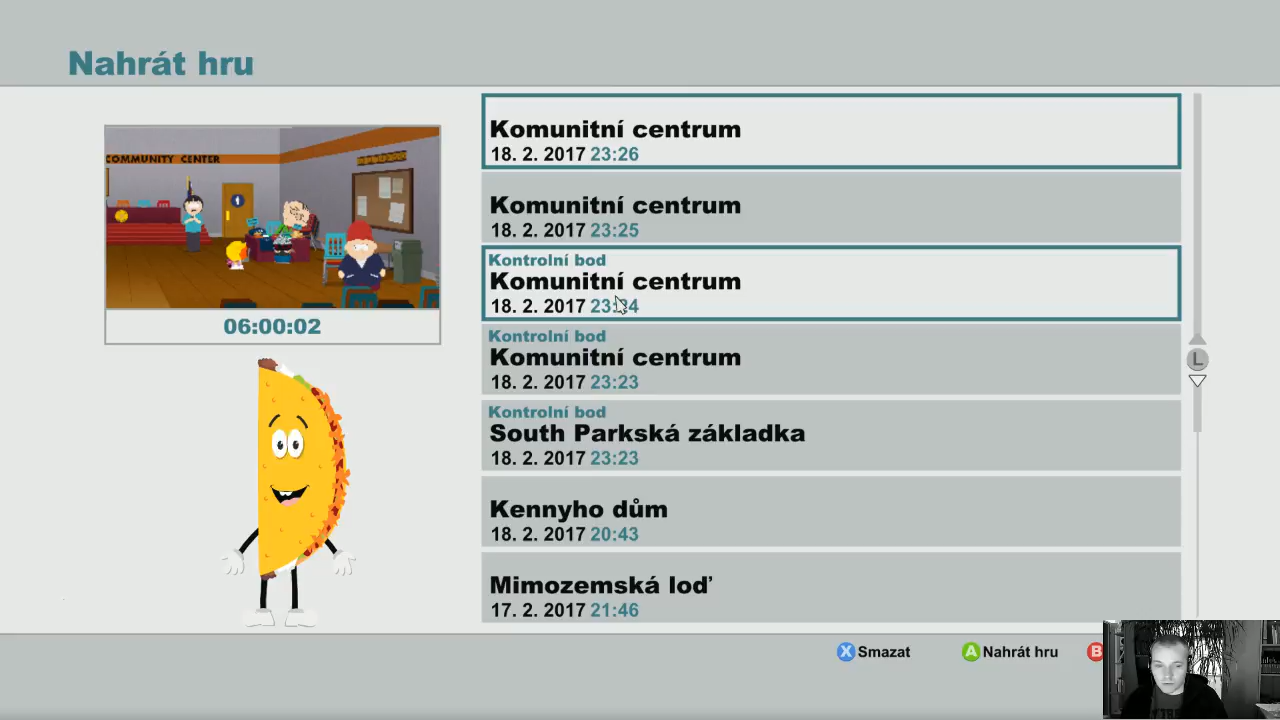 Nahrát hru
COMMUNITY CENTER
06:00:02
Komunitní centrum
18. 2. 2017 23:26
Komunitní centrum
18. 2. 2017 23:25
Kontrolní bod
Komunitní centrum
18. 2. 2017
Kontrolní bod
Komunitní centrum
18. 2. 2017 23:23
Kontrolní bod
South Parkská základka
18. 2. 2017 23:23
Kennyho dům
18. 2. 2017 20:43
Mimozemská loď
17. 2. 2017 21:46
L
X Smazat
A Nahrát hru
B